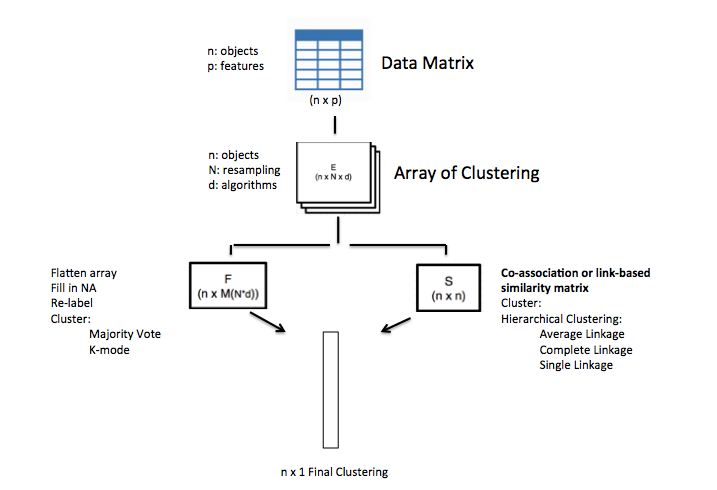 n: objects
p: features
Data Matrix
(n x p)
n: objects
N: resampling
d: algorithms
E
(n x N x d)
Array of Clustering
Flatten array
Fill in NA
Re-label
Cluster:
Majority Vote
K-mode
F
(n x M(N*d))
S
(n x n)
Co-association or link-based
similarity matrix
Cluster:
Hierarchical Clustering:
Average Linkage
Complete Linkage
Single Linkage
n x 1 Final Clustering